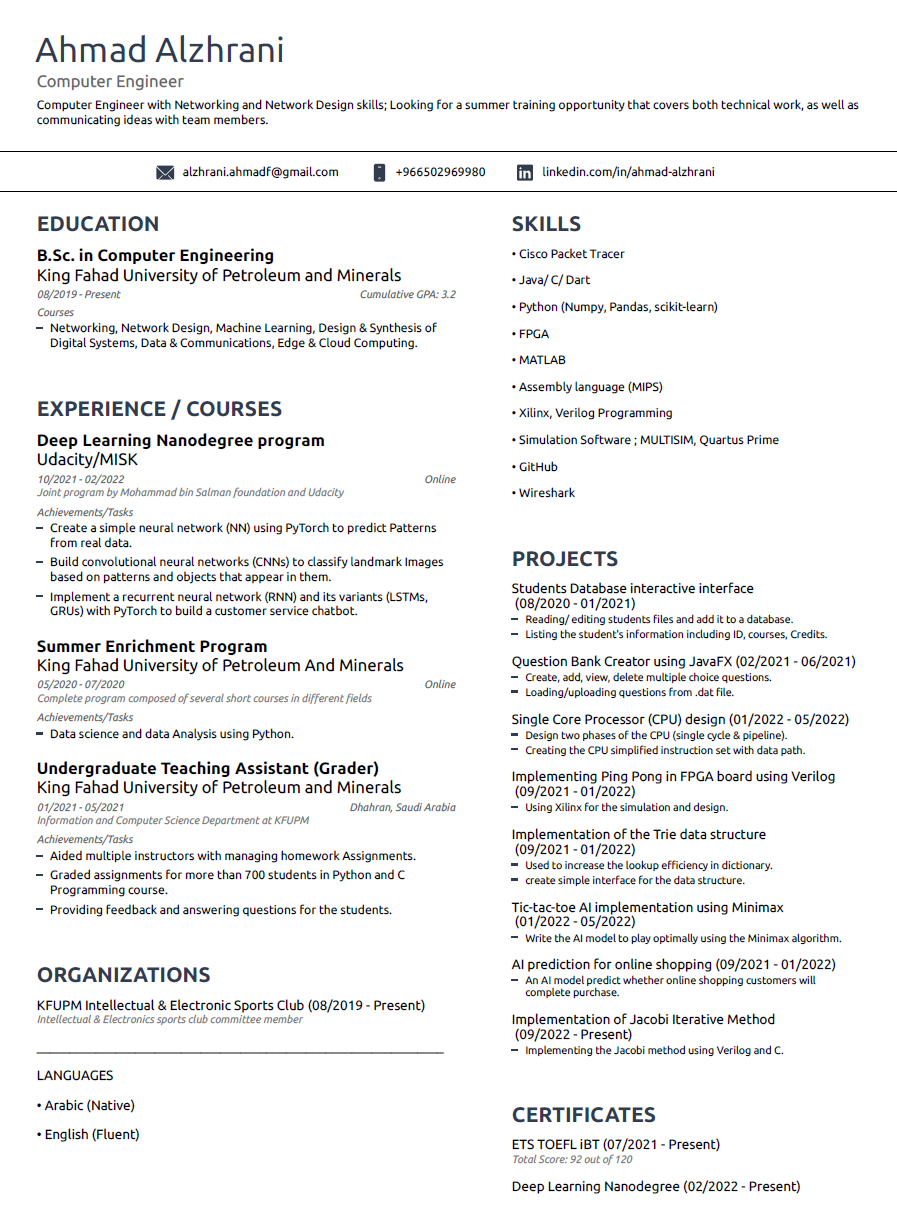 Ahmad Alzhrani
Computer Engineer
Computer Engineer with Networking and Network Design skills; Looking for a summer training opportunity that covers both technical work, as well as
communicating ideas with team members.
alzhrani.ahmadf@gmail.com
+966502969980
linkedin.com/in/ahmad-alzhrani
EDUCATION
B.Sc. in Computer Engineering
King Fahad University of Petroleum and Minerals
08/2019 - Present Cumulative GPA: 3.2
Courses
– Networking, Network Design, Machine Learning, Design & Synthesis of
Digital Systems, Data & Communications, Edge & Cloud Computing.
EXPERIENCE / COURSES
Deep Learning Nanodegree program
Udacity/MISK
10/2021 - 02/2022 Online
Joint program by Mohammad bin Salman foundation and Udacity
Achievements/Tasks
– Create a simple neural network (NN) using PyTorch to predict Patterns
from real data.
– Build convolutional neural networks (CNNs) to classify landmark Images
based on patterns and objects that appear in them.
– Implement a recurrent neural network (RNN) and its variants (LSTMs,
GRUs) with PyTorch to build a customer service chatbot.
Summer Enrichment Program
King Fahad University of Petroleum And Minerals
05/2020 - 07/2020 Online
Complete program composed of several short courses in different fields
Achievements/Tasks
– Data science and data Analysis using Python.
Undergraduate Teaching Assistant (Grader)
King Fahad University of Petroleum and Minerals
01/2021 - 05/2021 Dhahran, Saudi Arabia
Information and Computer Science Department at KFUPM
Achievements/Tasks
– Aided multiple instructors with managing homework Assignments.
– Graded assignments for more than 700 students in Python and C
Programming course.
– Providing feedback and answering questions for the students.
ORGANIZATIONS
KFUPM Intellectual & Electronic Sports Club (08/2019 - Present)
Intellectual & Electronics sports club committee member
LANGUAGES
• Arabic (Native)
• English (Fluent)
SKILLS
• Cisco Packet Tracer
• Java/ C/ Dart
• Python (Numpy, Pandas, scikit-learn)
• FPGA
• MATLAB
• Assembly language (MIPS)
• Xilinx, Verilog Programming
• Simulation Software ; MULTISIM, Quartus Prime
• GitHub
• Wireshark
PROJECTS
Students Database interactive interface
(08/2020 - 01/2021)
– Reading/ editing students files and add it to a database.
– Listing the student's information including ID, courses, Credits.
Question Bank Creator using JavaFX (02/2021 - 06/2021)
– Create, add, view, delete multiple choice questions.
– Loading/uploading questions from .dat file.
Single Core Processor (CPU) design (01/2022 - 05/2022)
– Design two phases of the CPU (single cycle & pipeline).
– Creating the CPU simplified instruction set with data path.
Implementing Ping Pong in FPGA board using Verilog
(09/2021 - 01/2022)
– Using Xilinx for the simulation and design.
Implementation of the Trie data structure
(09/2021 - 01/2022)
– Used to increase the lookup efficiency in dictionary.
– create simple interface for the data structure.
Tic-tac-toe AI implementation using Minimax
(01/2022 - 05/2022)
– Write the AI model to play optimally using the Minimax algorithm.
AI prediction for online shopping (09/2021 - 01/2022)
– An AI model predict whether online shopping customers will
complete purchase.
Implementation of Jacobi Iterative Method
(09/2022 - Present)
– Implementing the Jacobi method using Verilog and C.
CERTIFICATES
ETS TOEFL iBT (07/2021 - Present)
Total Score: 92 out of 120
Deep Learning Nanodegree (02/2022 - Present)